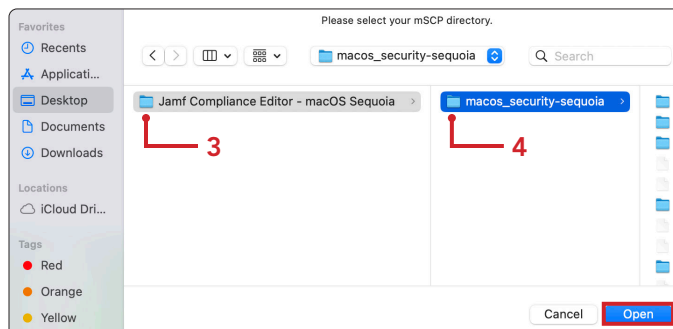 Please select your mSCP directory.
Favorites
Recents
Applicati...
Desktop
Documents
Downloads
Locations
iCloud Dri...
Tags
Red
Orange
Yellow
macos_security-sequoia
Search
Jamf Compliance Editor - macOS Sequoia
macos_security-sequoia
3
4
Cancel
Open